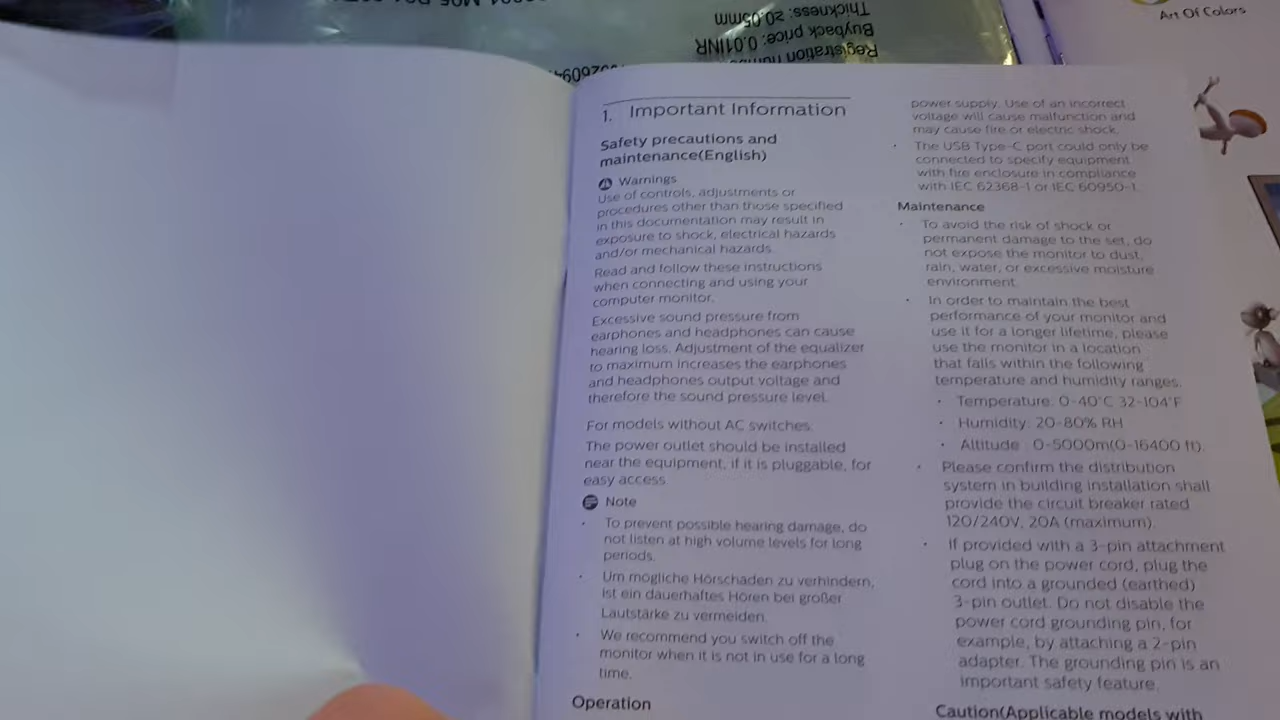 Thickness: ≥0.05mm
Buyback price: 0.01INR
Registration
Art Of Colors
1. Important Information
Safety precautions and
maintenance(English)
Warnings
Use of controls, adjustments or
procedures other than those specified
in this documentation may result in
exposure to shock, electrical hazards
and/or mechanical hazards.
Read and follow these instructions
when connecting and using your
computer monitor.
Excessive sound pressure from
earphones and headphones can cause
hearing loss. Adjustment of the equalizer
to maximum increases the earphones
and headphones output voltage and
therefore the sound pressure level.
For models without AC switches.
The power outlet should be installed
near the equipment, if it is pluggable, for
easy access.
Note
• To prevent possible hearing damage, do
not listen at high volume levels for long
periods.
• Um mögliche Hörschäden zu verhindern,
ist ein dauerhaftes Hören bei großer
Lautstärke zu vermeiden.
• We recommend you switch off the
monitor when it is not in use for a long
time.
Operation
power supply. Use of an incorrect
voltage will cause malfunction and
may cause fire or electric shock.
• The USB Type-C port could only be
connected to specify equipment
with fire enclosure in compliance
with IEC 62368-1 or IEC 60950-1.
Maintenance
• To avoid the risk of shock or
permanent damage to the set, do
not expose the monitor to dust,
rain, water, or excessive moisture
environment.
• In order to maintain the best
performance of your monitor and
use it for a longer lifetime, please
use the monitor in a location
that falls within the following
temperature and humidity ranges.
• Temperature: 0-40°C 32-104°F
• Humidity: 20-80% RH
• Altitude : 0-5000m(0-16400 ft).
• Please confirm the distribution
system in building installation shall
provide the circuit breaker rated
120/240V, 20A (maximum).
• If provided with a 3-pin attachment
plug on the power cord, plug the
cord into a grounded (earthed)
3-pin outlet. Do not disable the
power cord grounding pin, for
example, by attaching a 2-pin
adapter. The grounding pin is an
important safety feature.
Caution(Applicable models with